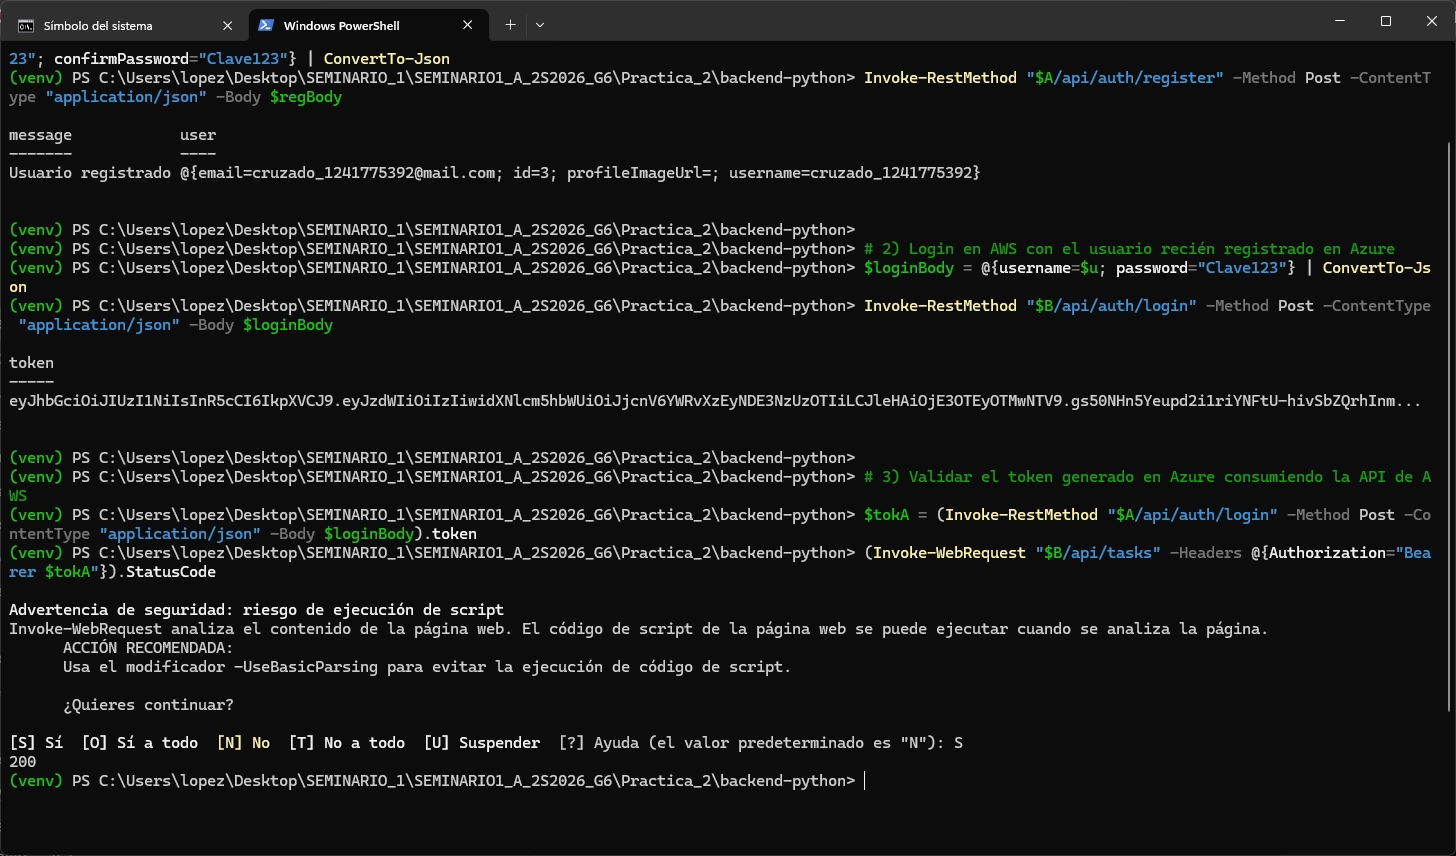 Símbolo del sistema
Windows PowerShell
23"; confirmPassword="Clave123"} | ConvertTo-Json
(venv) PS C:\Users\lopez\Desktop\SEMINARIO_1\SEMINARIO1_A_2S2026_G6\Practica_2\backend-python> Invoke-RestMethod "$A/api/auth/register" -Method Post -ContentT
ype "application/json" -Body $regBody
message            user
-------            ----
Usuario registrado @{email=cruzado_1241775392@mail.com; id=3; profileImageUrl=; username=cruzado_1241775392}
(venv) PS C:\Users\lopez\Desktop\SEMINARIO_1\SEMINARIO1_A_2S2026_G6\Practica_2\backend-python>
(venv) PS C:\Users\lopez\Desktop\SEMINARIO_1\SEMINARIO1_A_2S2026_G6\Practica_2\backend-python> # 2) Login en AWS con el usuario recién registrado en Azure
(venv) PS C:\Users\lopez\Desktop\SEMINARIO_1\SEMINARIO1_A_2S2026_G6\Practica_2\backend-python> $loginBody = @{username=$u; password="Clave123"} | ConvertTo-Js
on
(venv) PS C:\Users\lopez\Desktop\SEMINARIO_1\SEMINARIO1_A_2S2026_G6\Practica_2\backend-python> Invoke-RestMethod "$B/api/auth/login" -Method Post -ContentType
"application/json" -Body $loginBody
token
-----
eyJhbGciOiJIUzI1NiIsInR5cCI6IkpXVCJ9.eyJzdWIiOiIzIiwidXNlcm5hbWUiOiJjcnV6YWRvXzEyNDE3NzUzOTIiLCJleHAiOjE3OTEyOTMwNTV9.gs50NHn5Yeupd2i1riYNFtU-hivSbZQrhInm...
(venv) PS C:\Users\lopez\Desktop\SEMINARIO_1\SEMINARIO1_A_2S2026_G6\Practica_2\backend-python>
(venv) PS C:\Users\lopez\Desktop\SEMINARIO_1\SEMINARIO1_A_2S2026_G6\Practica_2\backend-python> # 3) Validar el token generado en Azure consumiendo la API de A
WS
(venv) PS C:\Users\lopez\Desktop\SEMINARIO_1\SEMINARIO1_A_2S2026_G6\Practica_2\backend-python> $tokA = (Invoke-RestMethod "$A/api/auth/login" -Method Post -Co
ntentType "application/json" -Body $loginBody).token
(venv) PS C:\Users\lopez\Desktop\SEMINARIO_1\SEMINARIO1_A_2S2026_G6\Practica_2\backend-python> (Invoke-WebRequest "$B/api/tasks" -Headers @{Authorization="Bea
rer $tokA"}).StatusCode
Advertencia de seguridad: riesgo de ejecución de script
Invoke-WebRequest analiza el contenido de la página web. El código de script de la página web se puede ejecutar cuando se analiza la página.
ACCIÓN RECOMENDADA:
Usa el modificador -UseBasicParsing para evitar la ejecución de código de script.
¿Quieres continuar?
[S] Sí  [O] Sí a todo  [N] No  [T] No a todo  [U] Suspender  [?] Ayuda (el valor predeterminado es "N"): S
200
(venv) PS C:\Users\lopez\Desktop\SEMINARIO_1\SEMINARIO1_A_2S2026_G6\Practica_2\backend-python>